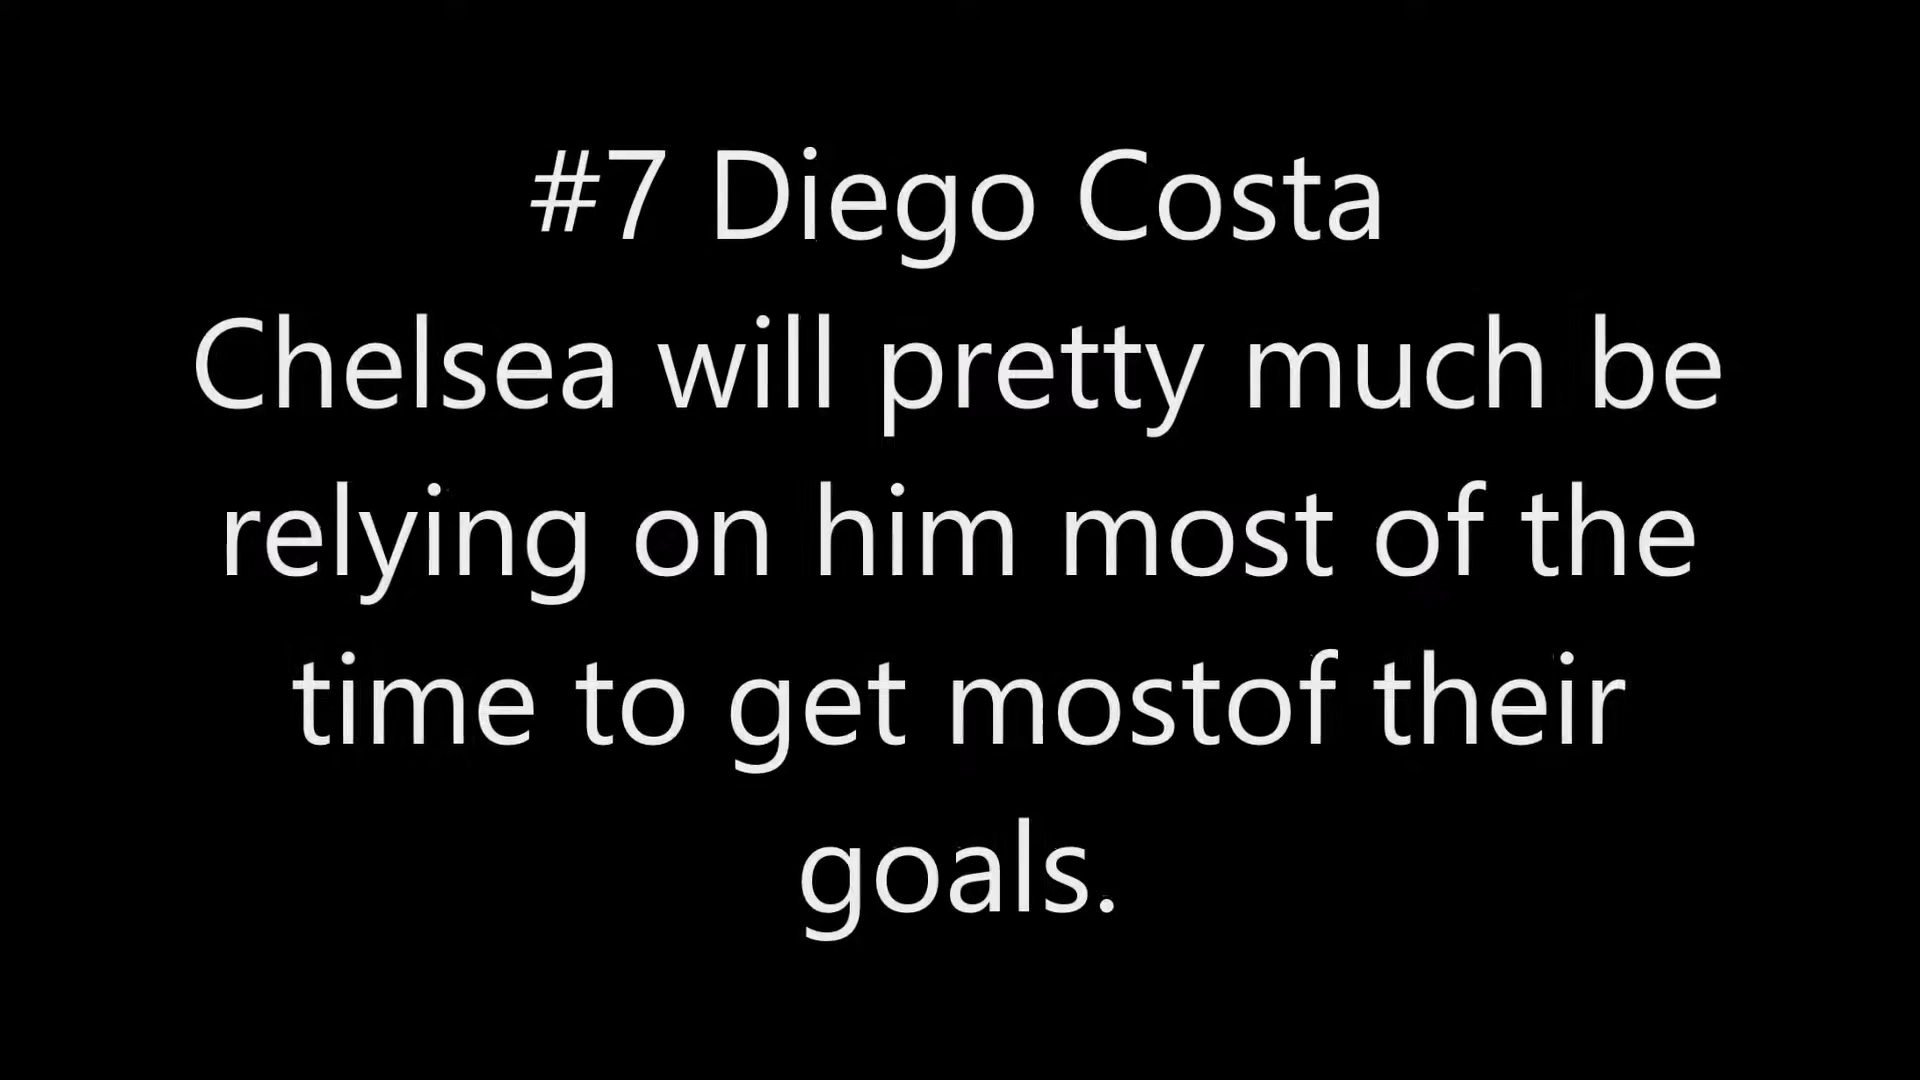 #7 Diego Costa
Chelsea will pretty much be
relying on him most of the
time to get mostof their
goals.